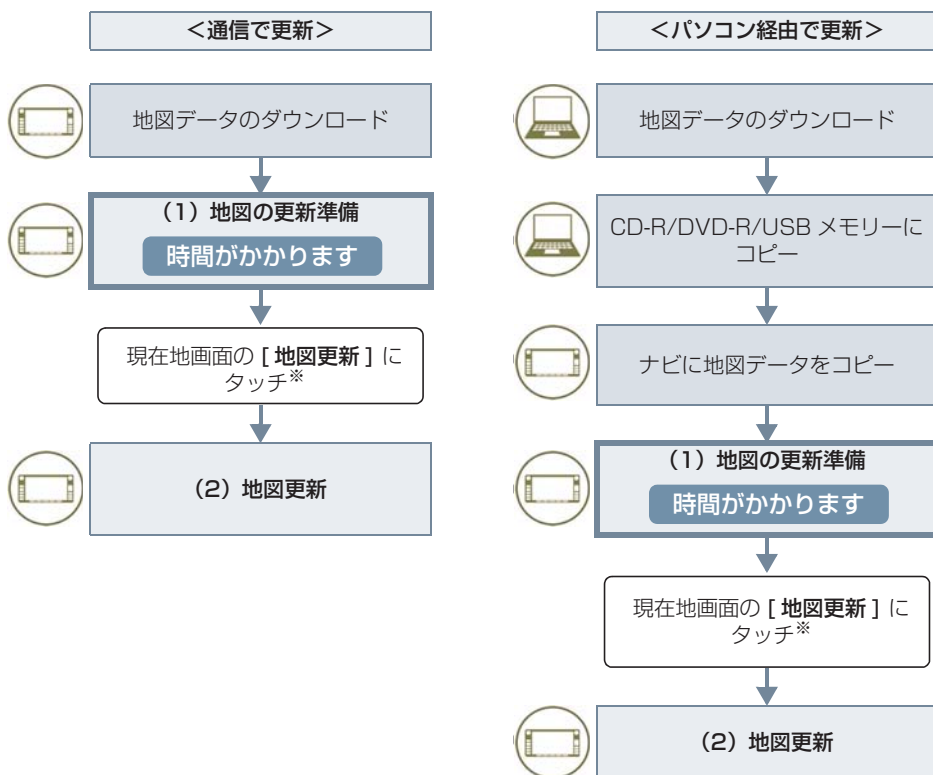 ＜通信で更新＞
地図データのダウンロード
（1）地図の更新準備
時間がかかります
現在地画面の [ 地図更新 ] に
タッチ※
（2）地図更新
＜パソコン経由で更新＞
地図データのダウンロード
CD-R/DVD-R/USB メモリーに
コピー
ナビに地図データをコピー
（1）地図の更新準備
時間がかかります
現在地画面の [ 地図更新 ] に
タッチ※
（2）地図更新